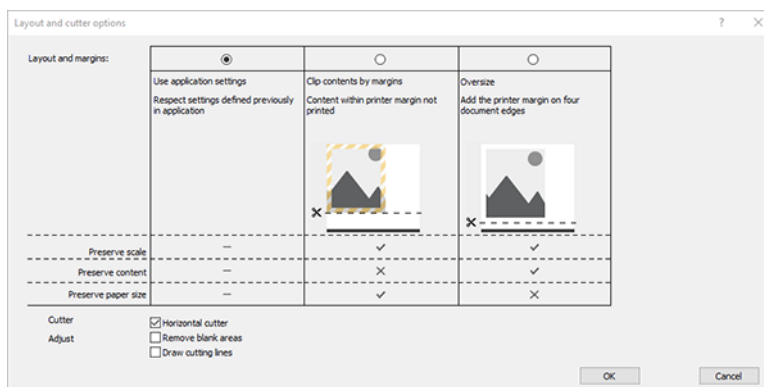 Layout and cutter options
Layout and margins:
Use application settings
Clip contents by margins
Oversize
Respect settings defined previously
in application
Content within printer margin not
printed
Add the printer margin on four
document edges
Preserve scale
Preserve content
Preserve paper size
Cutter
Horizontal cutter
Adjust
Remove blank areas
Draw cutting lines
OK
Cancel